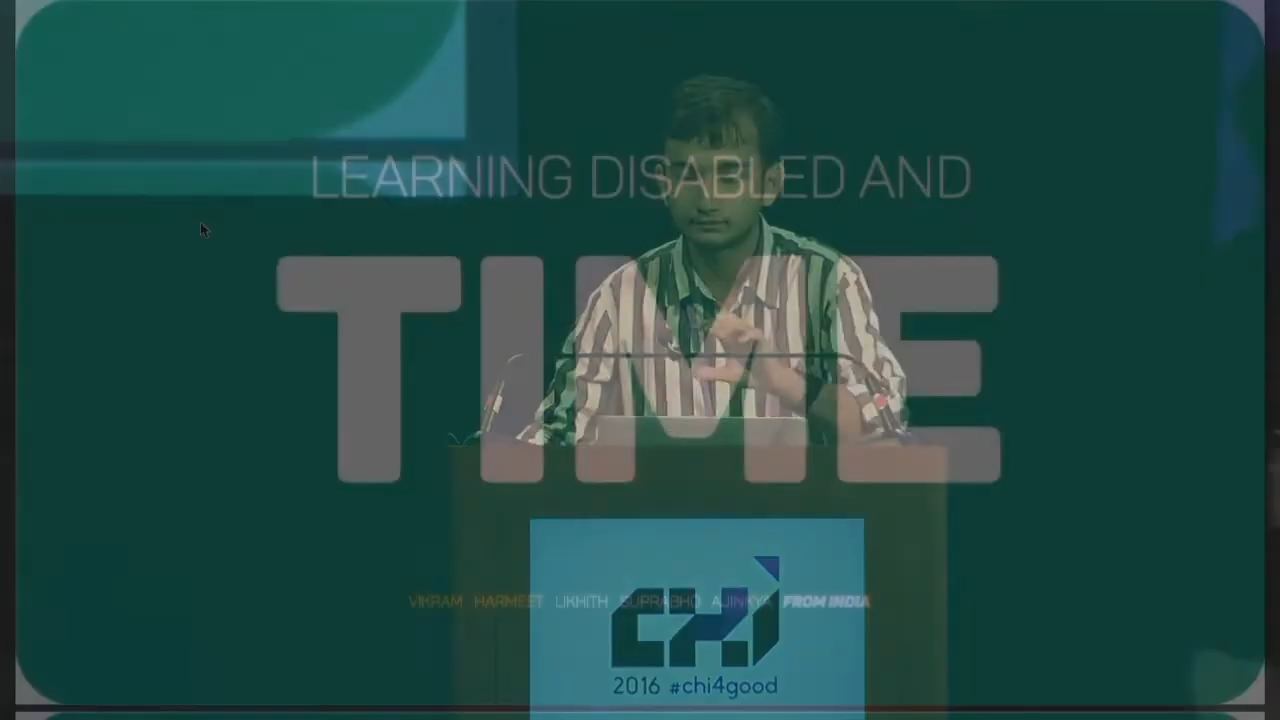 LEARNING DISABLED AND
TIME
VIKRAM HARMEET LIKHITH SUPRABHO AJINKYA FROM INDIA
CHI
2016 #chi4good